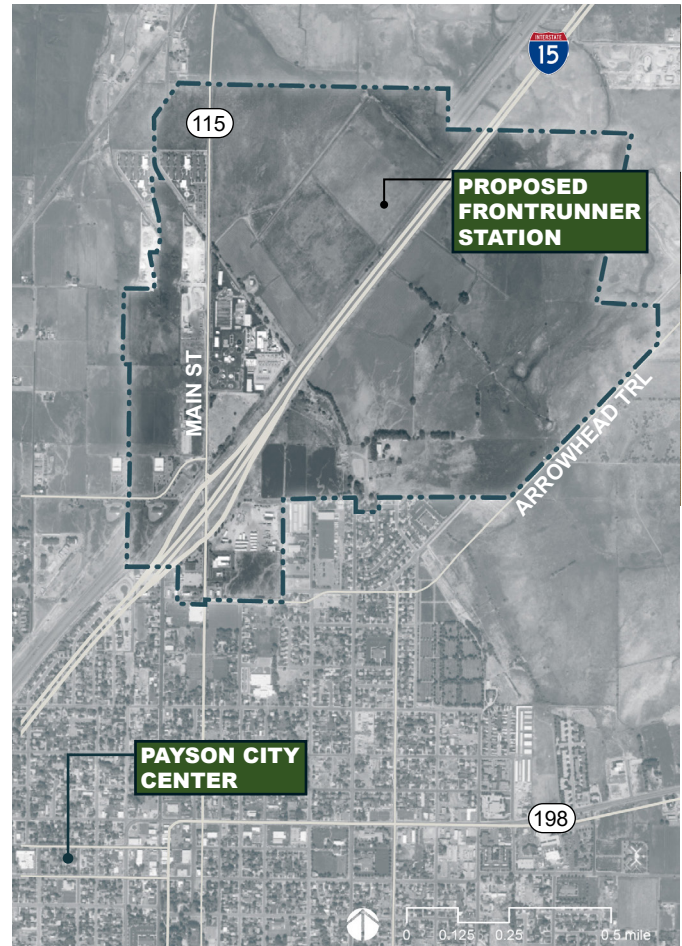 INTERSTATE
15
115
PROPOSED
FRONTRUNNER
STATION
MAIN ST
ARROWHEAD TRL
PAYSON CITY
CENTER
198
0 0.125 0.25 0.5 mile